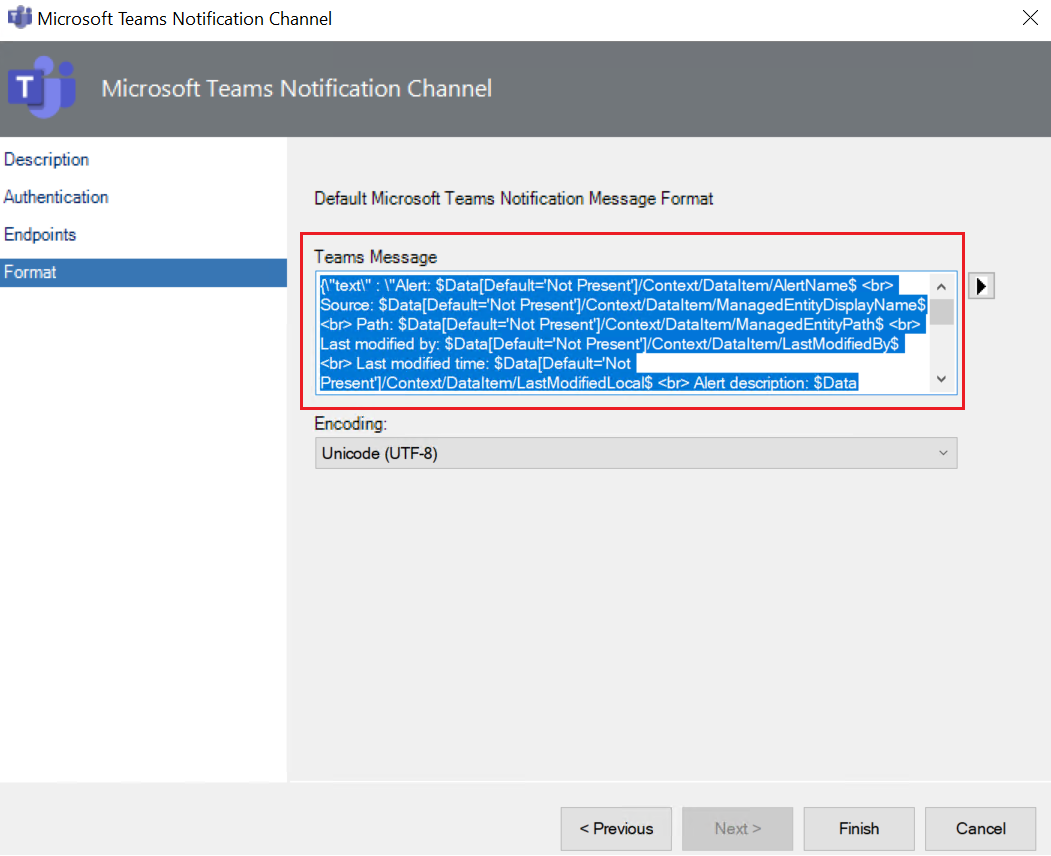 Microsoft Teams Notification Channel
T
Microsoft Teams Notification Channel
Description
Authentication
Endpoints
Format
Default Microsoft Teams Notification Message Format
Teams Message
{\"text\" : \"Alert: $Data[Default='Not Present']/Context/DataItem/AlertName$ <br>
Source: $Data[Default='Not Present']/Context/DataItem/ManagedEntityDisplayName$
<br> Path: $Data[Default='Not Present']/Context/DataItem/ManagedEntityPath$ <br>
Last modified by: $Data[Default='Not Present']/Context/DataItem/LastModifiedBy$
<br> Last modified time: $Data[Default='Not
Present']/Context/DataItem/LastModifiedLocal$ <br> Alert description: $Data
Encoding:
Unicode (UTF-8)
< Previous
Next >
Finish
Cancel